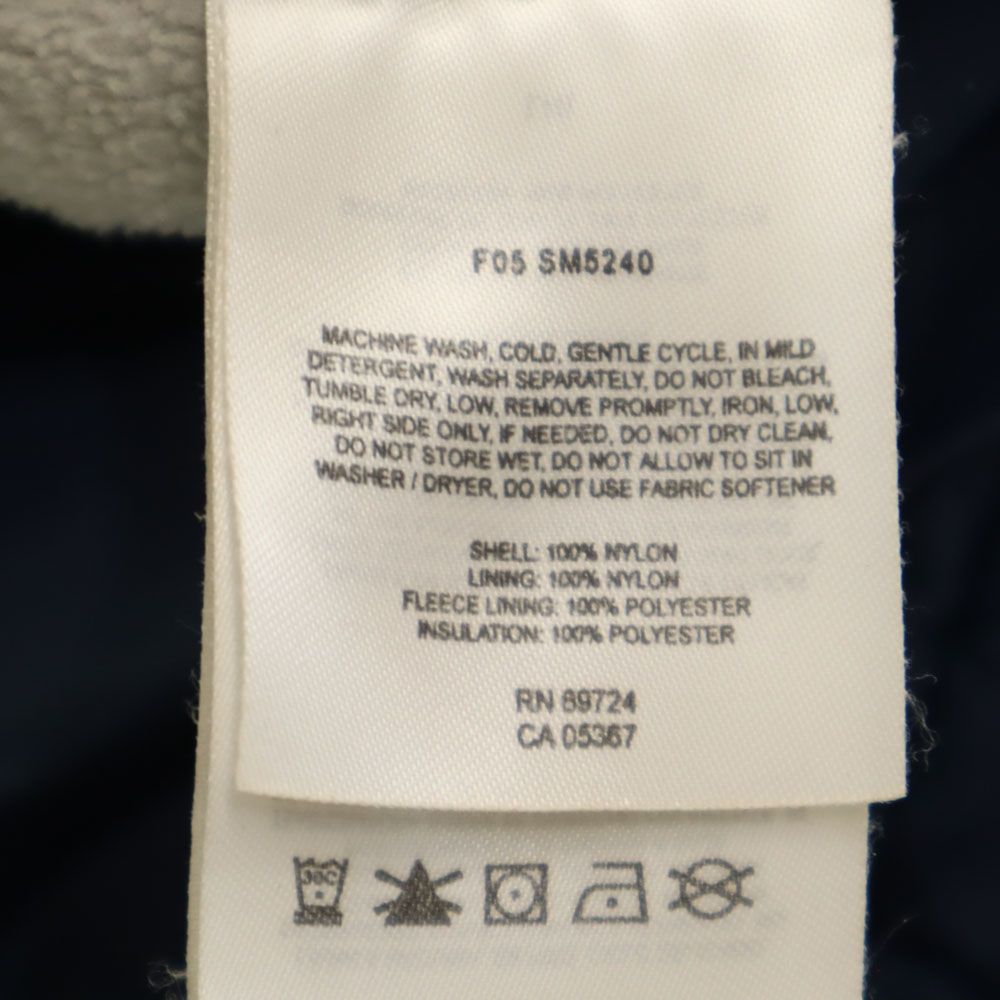 F05 SM5240
MACHINE WASH, COLD, GENTLE CYCLE, IN MILD
DETERGENT, WASH SEPARATELY, DO NOT BLEACH,
TUMBLE DRY, LOW, REMOVE PROMPTLY, IRON, LOW,
RIGHT SIDE ONLY, IF NEEDED, DO NOT DRY CLEAN,
DO NOT STORE WET, DO NOT ALLOW TO SIT IN
WASHER / DRYER, DO NOT USE FABRIC SOFTENER
SHELL: 100% NYLON
LINING: 100% NYLON
FLEECE LINING: 100% POLYESTER
INSULATION: 100% POLYESTER
RN 69724
CA 05367
30C